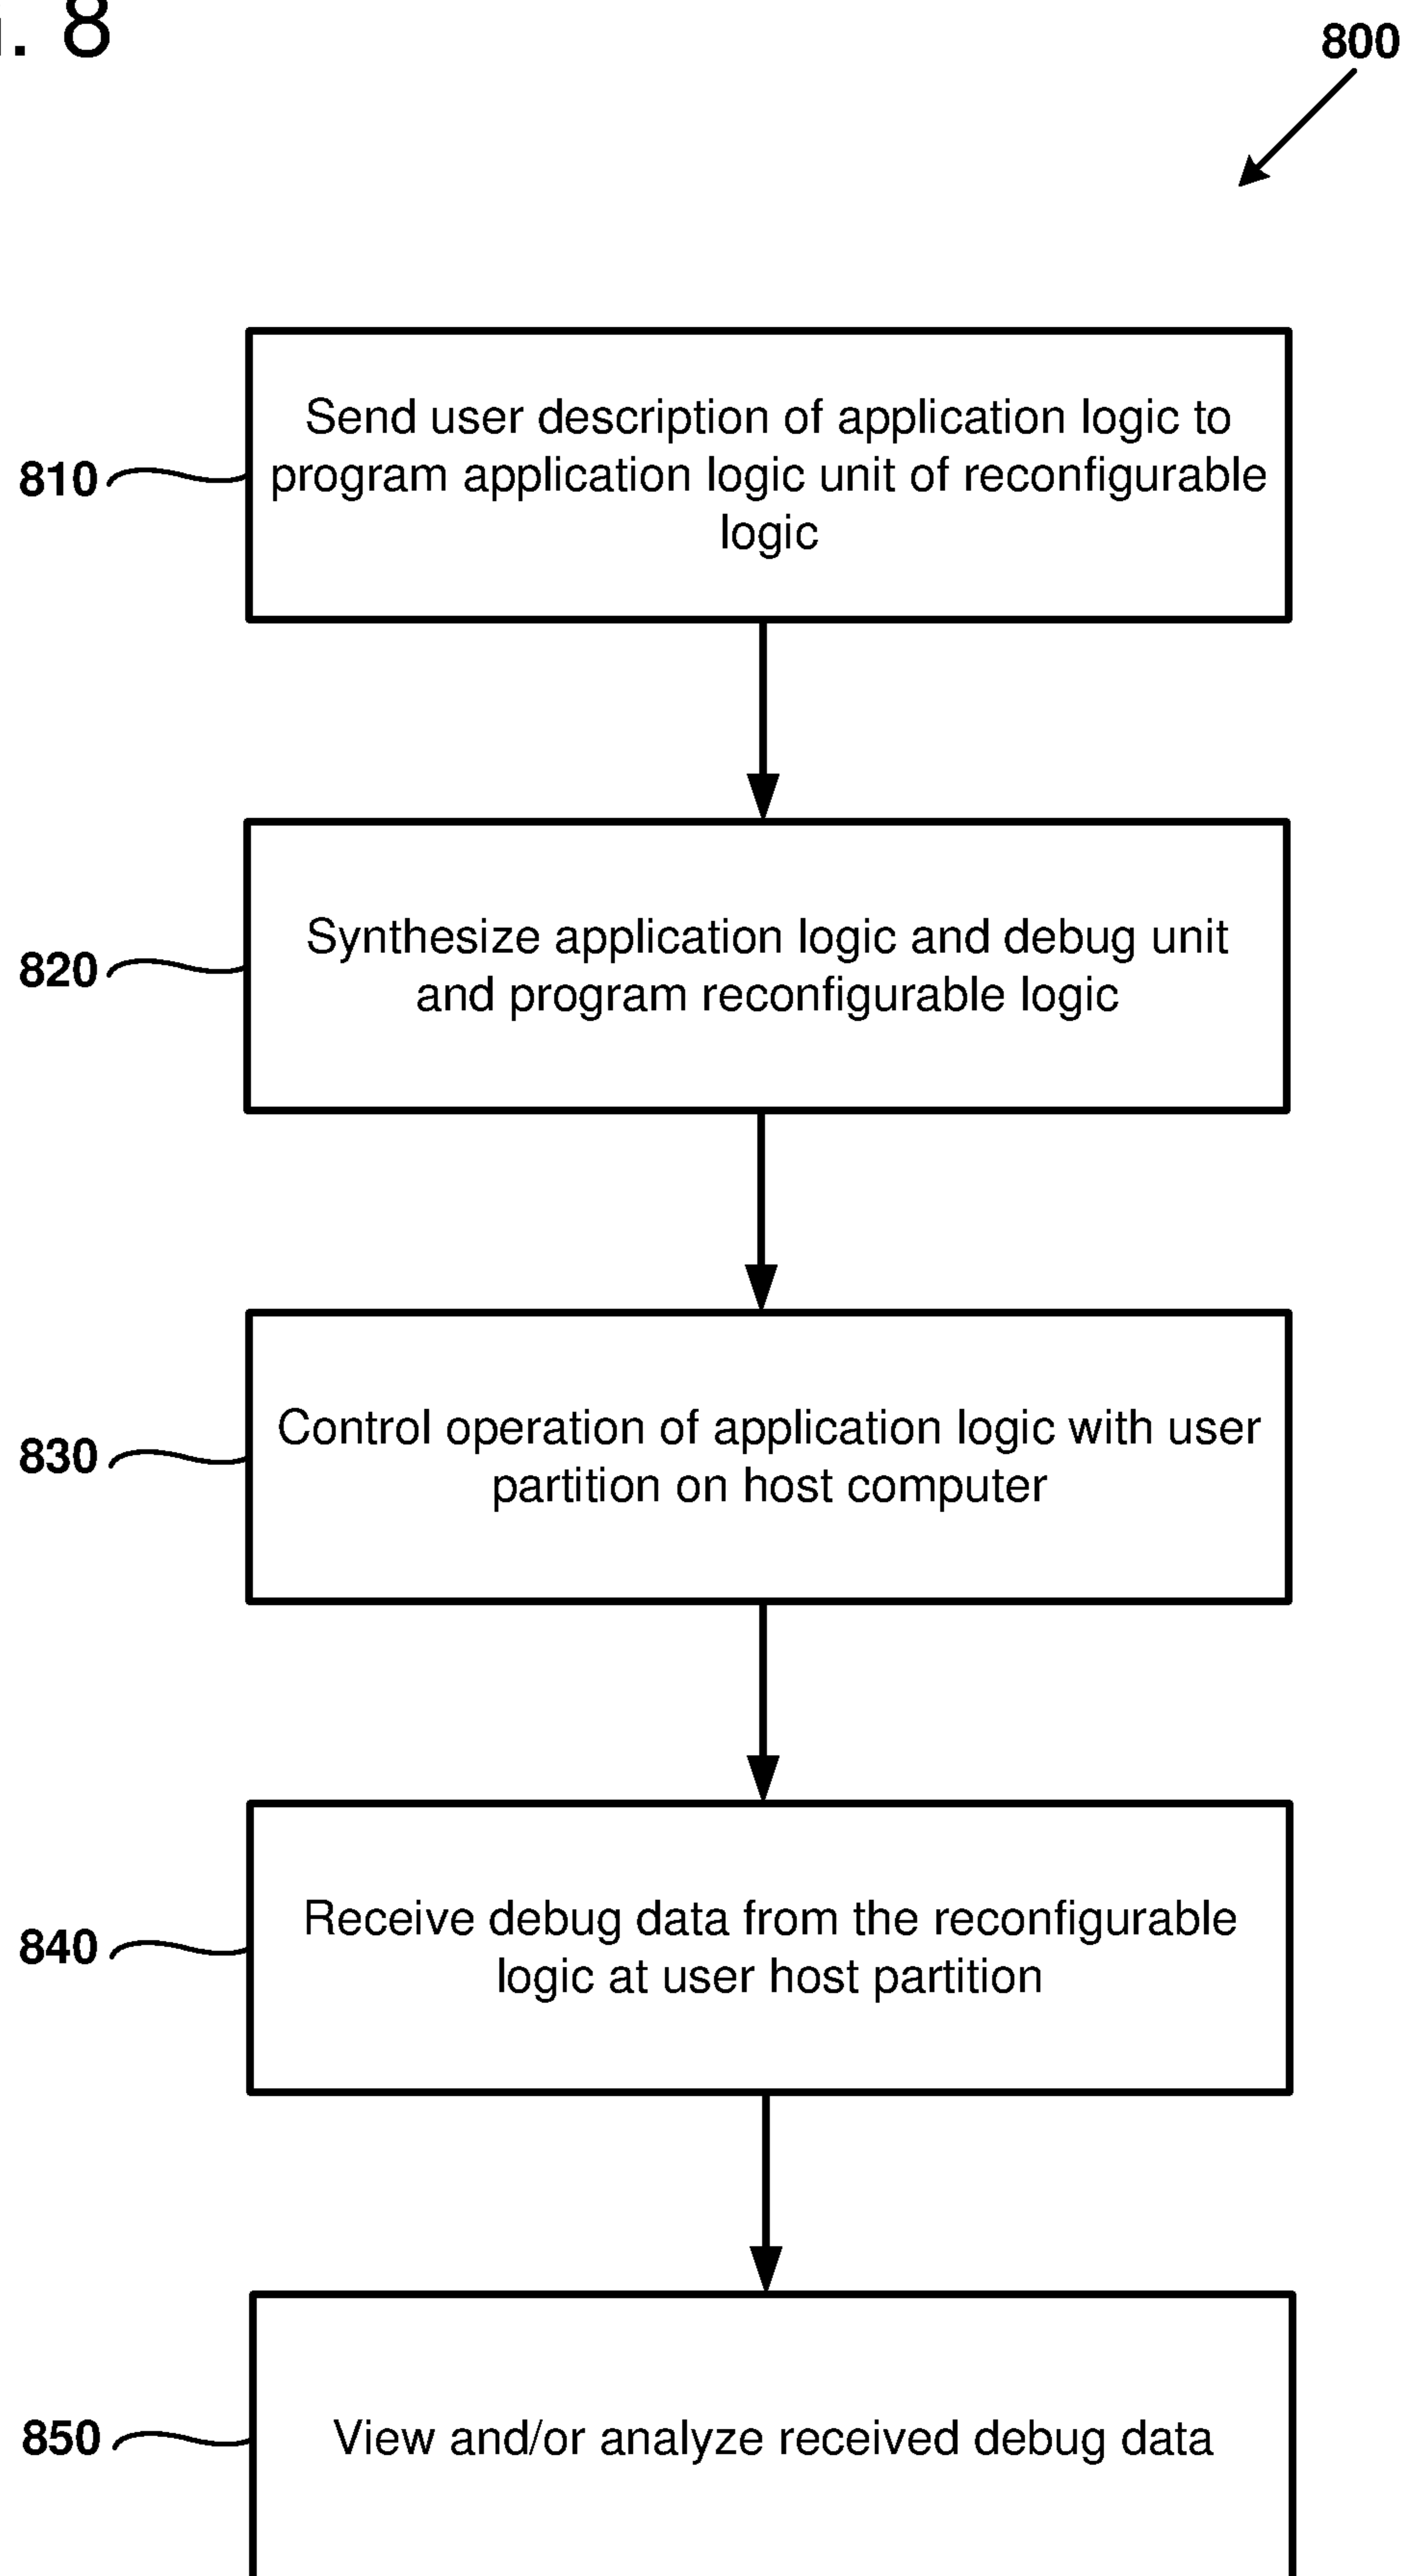 . 8
800
Send user description of application logic to
810
program application logic unit of reconfigurable
logic
Synthesize application logic and debug unit
820
and program reconfigurable logic
Control operation of application logic with user
830
partition on host computer
Receive debug data from the reconfigurable
840
logic at user host partition
850
View and/or analyze received debug data